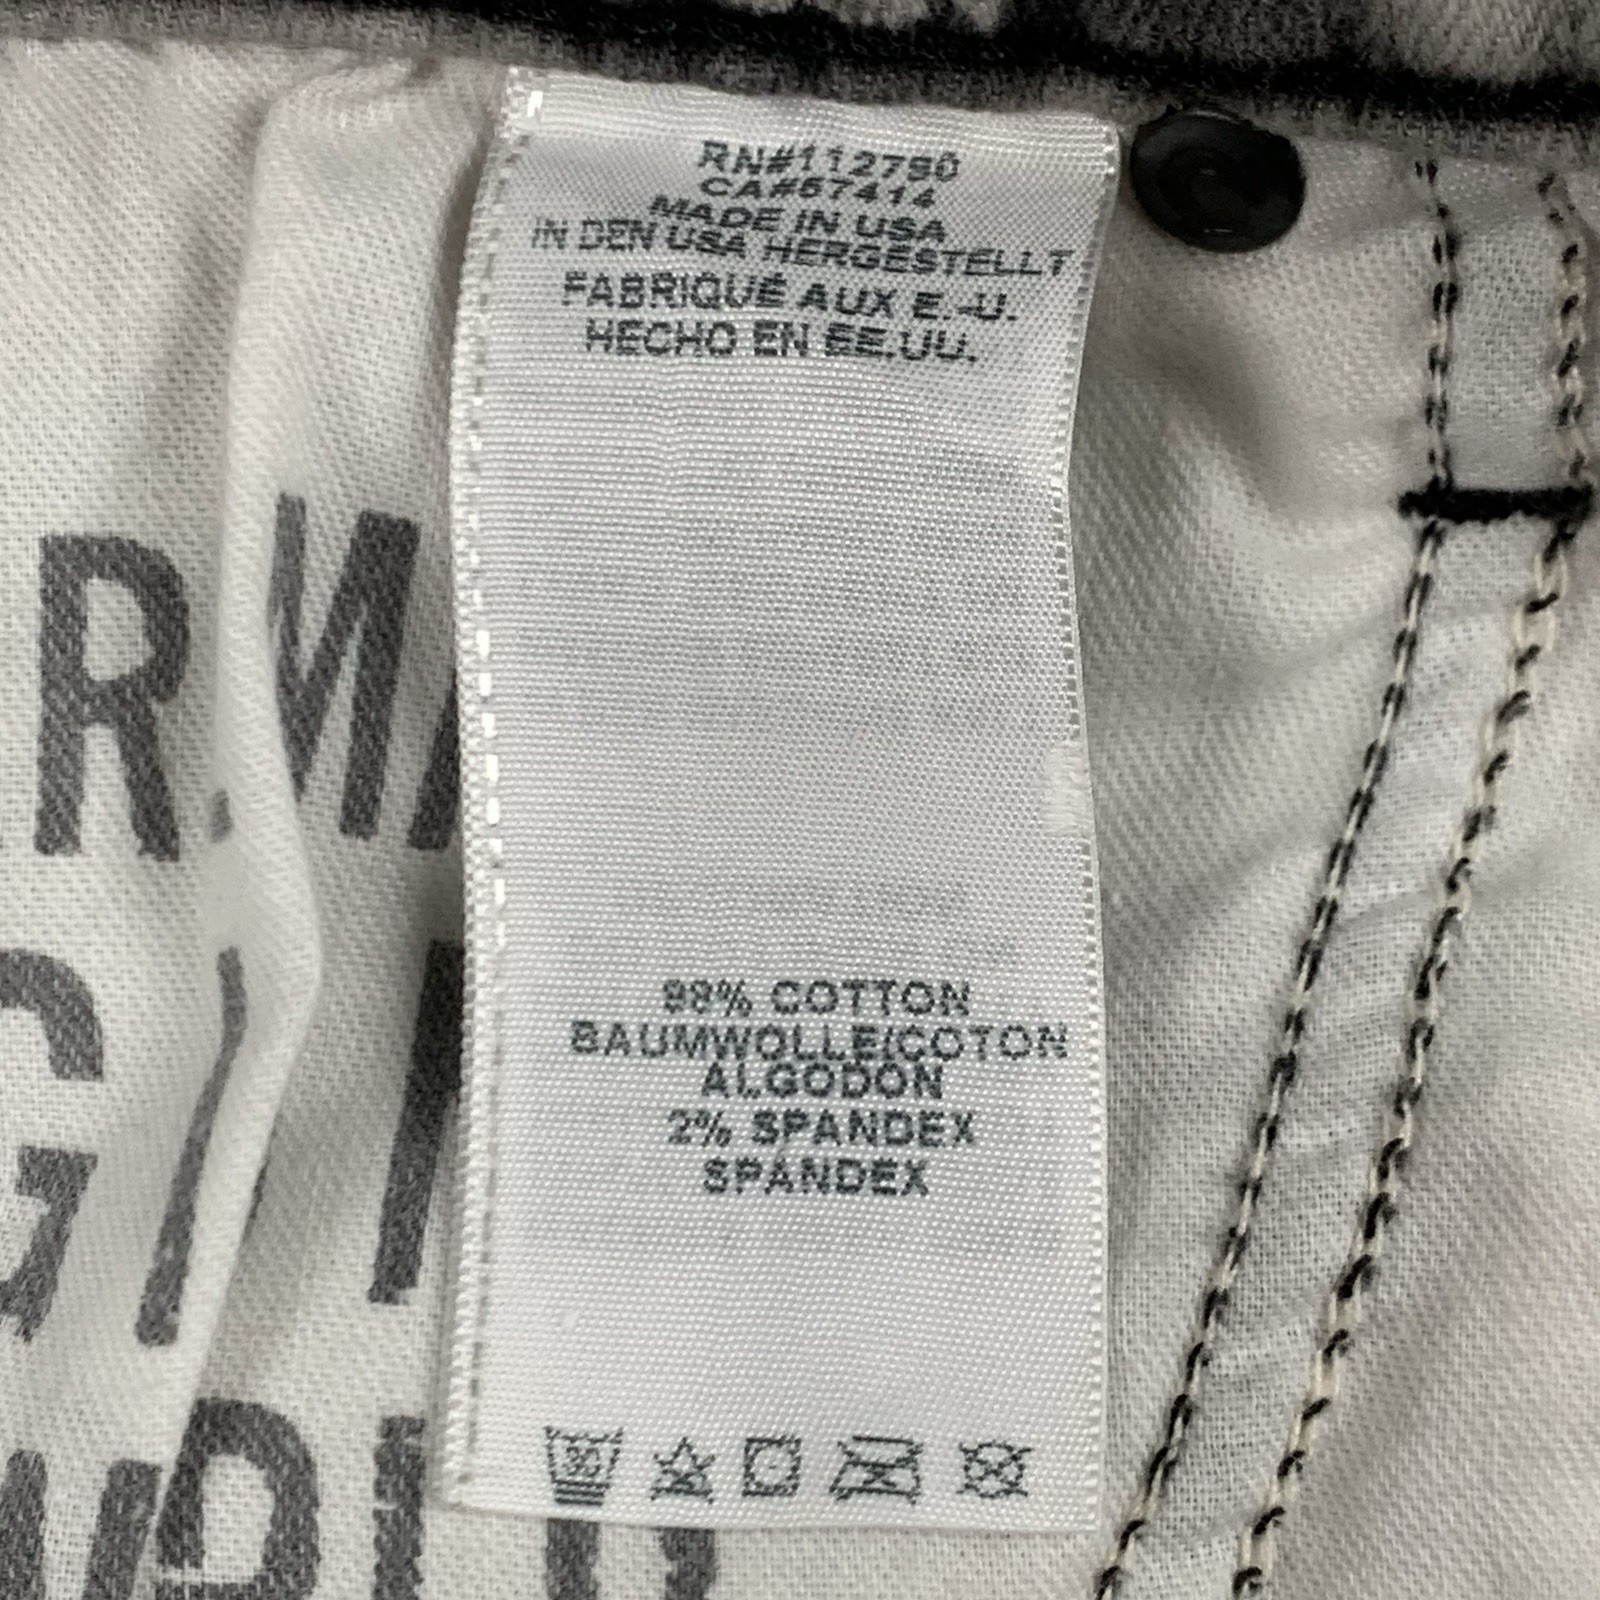 RN#112790
CA#57414
MADE IN USA
IN DEN USA HERGESTELLT
FABRIQUÉ AUX E.-U.
HECHO EN EE.UU.
98% COTTON
BAUMWOLLE/COTON
ALGODON
2% SPANDEX
SPANDEX
30